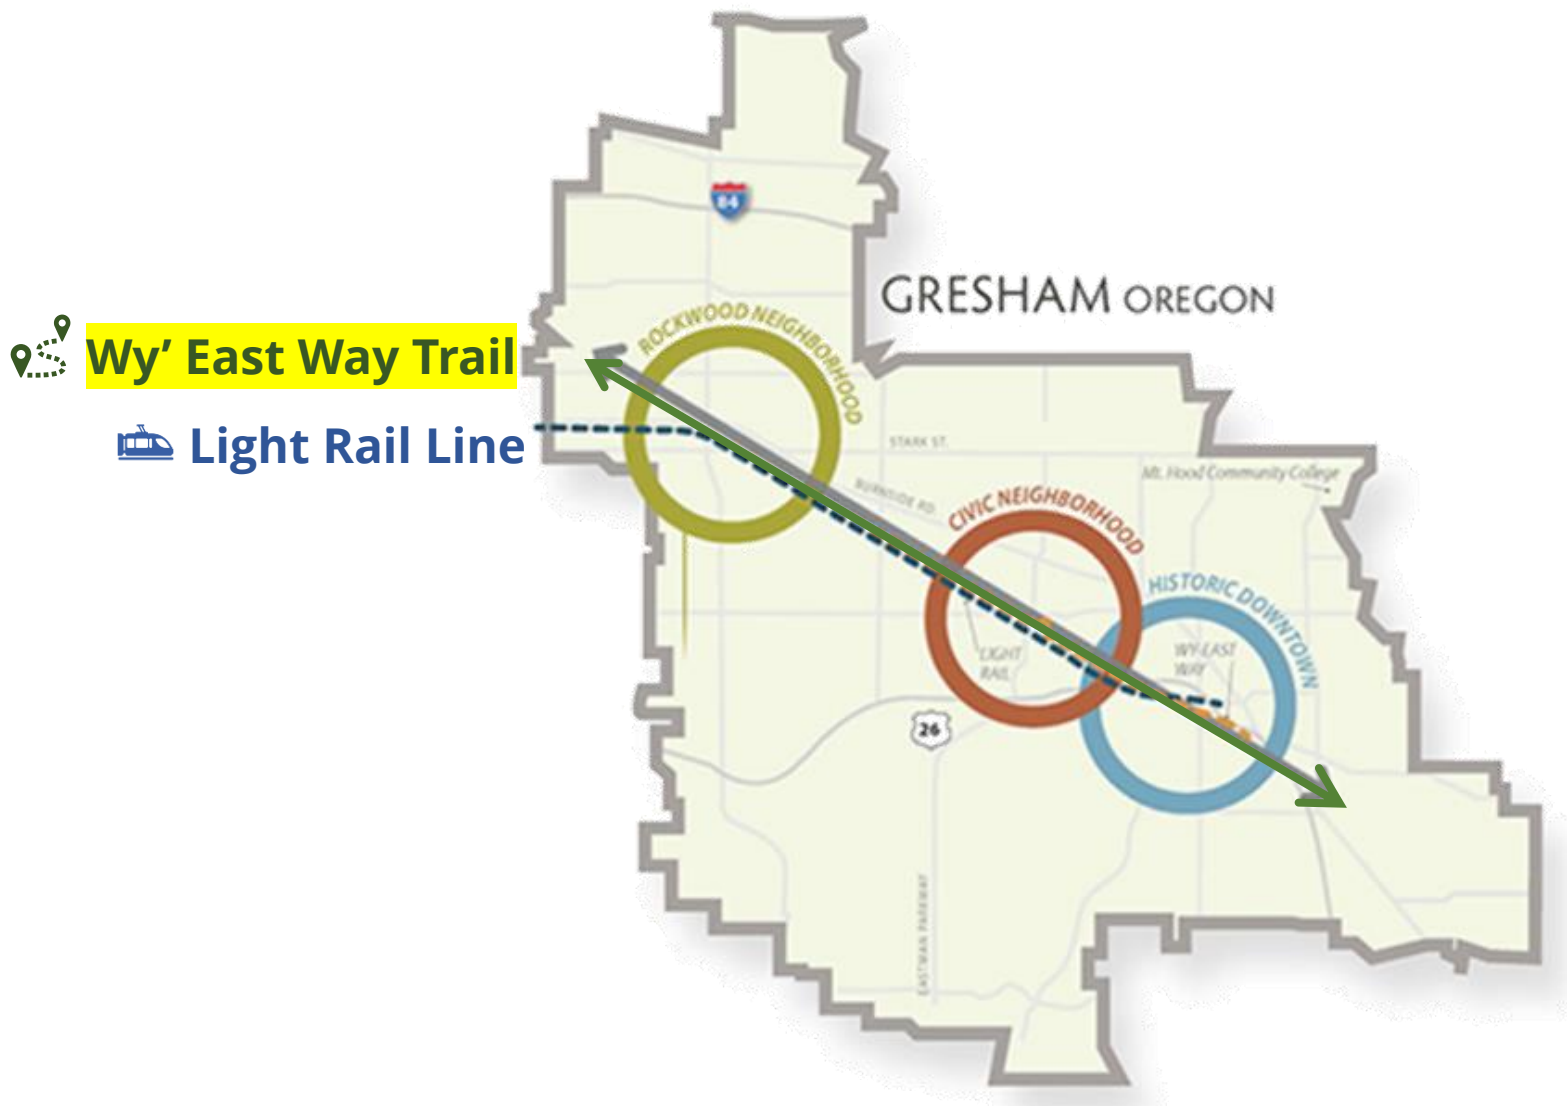 84
GRESHAM OREGON
ROCKWOOD NEIGHBORHOOD
Wy’ East Way Trail
Light Rail Line
STARK ST.
Mt. Hood Community College
BURNSIDE RD.
CIVIC NEIGHBORHOOD
HISTORIC DOWNTOWN
LIGHT
RAIL
WY-EAST
WAY
26
EASTMAN PARKWAY